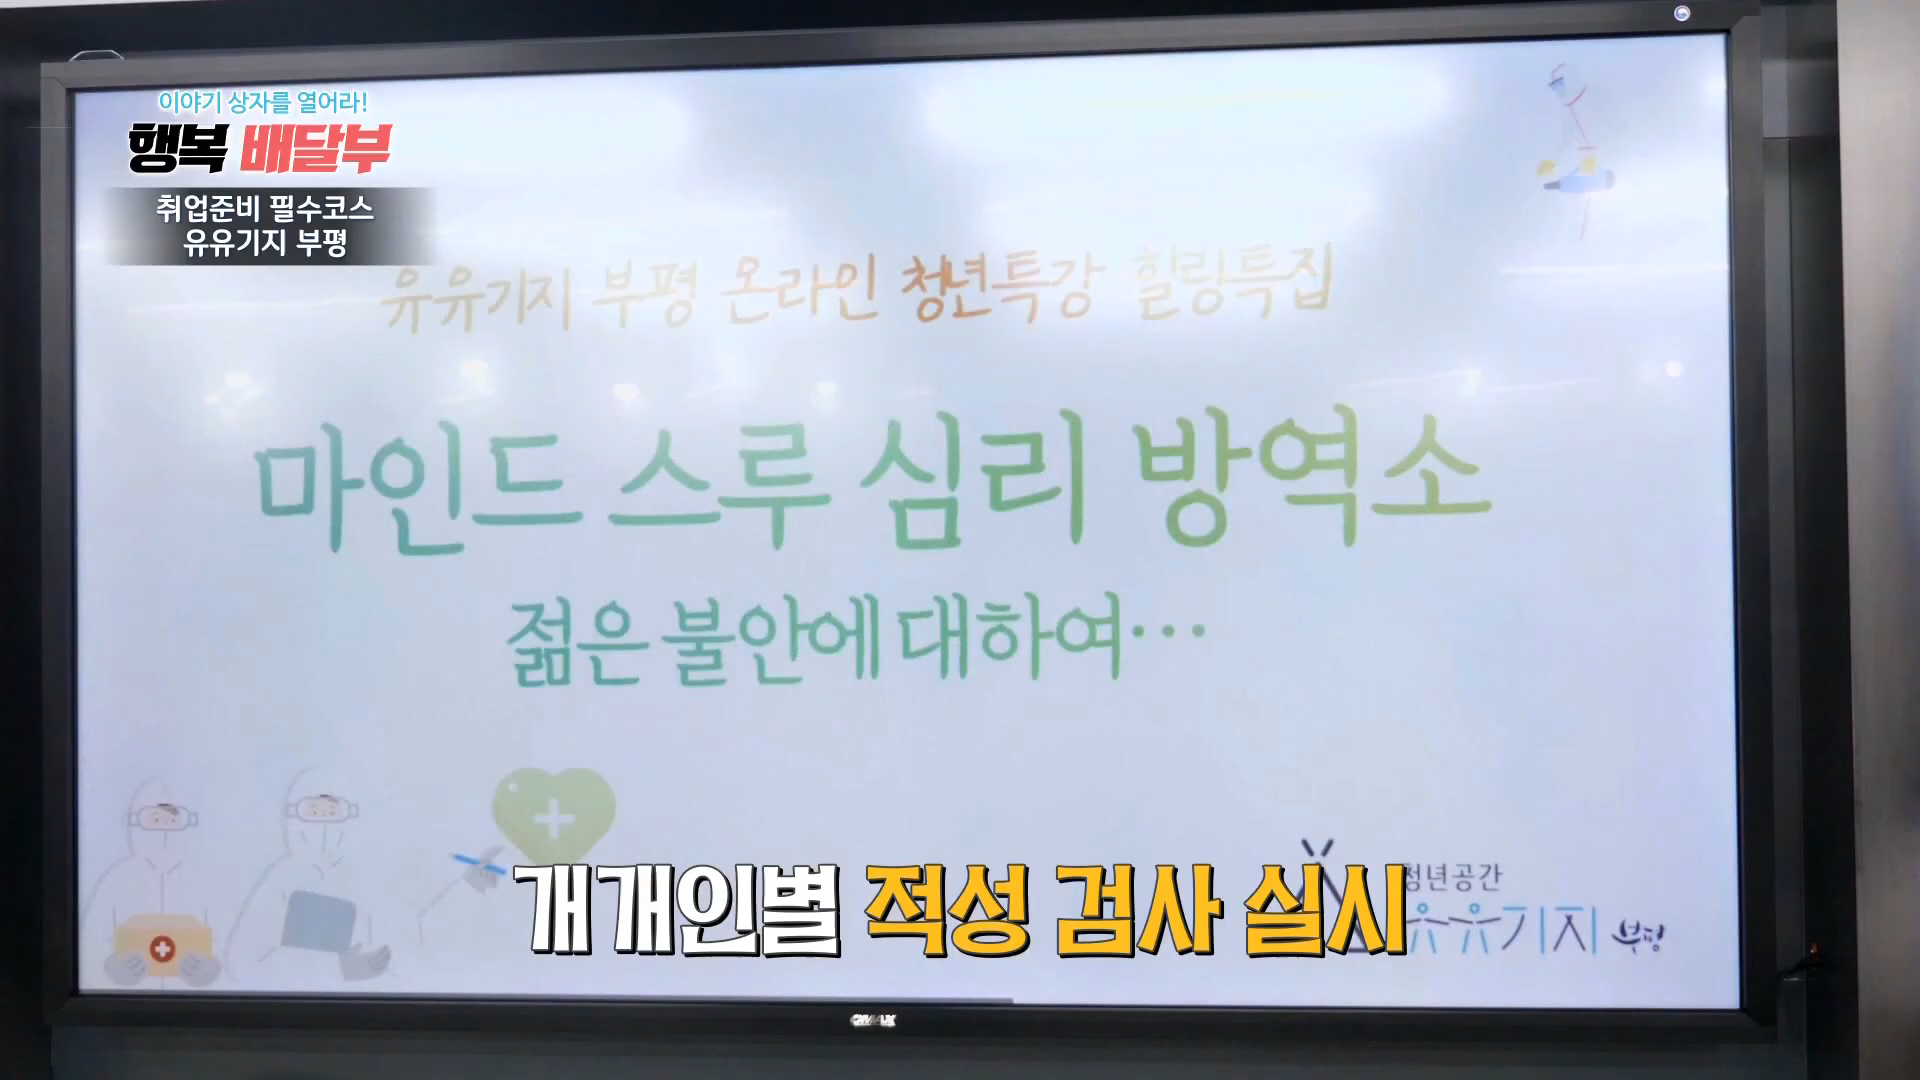 이야기 상자를 열어라!
행복 배달부
취업준비 필수코스
유유기지 부평
유유기지 부평 온라인 청년특강 힐링특집
마인드 스루 심리 방역소
젊은 불안에 대하여…
개개인별 적성 검사 실시
청년공간
유유기지 부평
QMAX